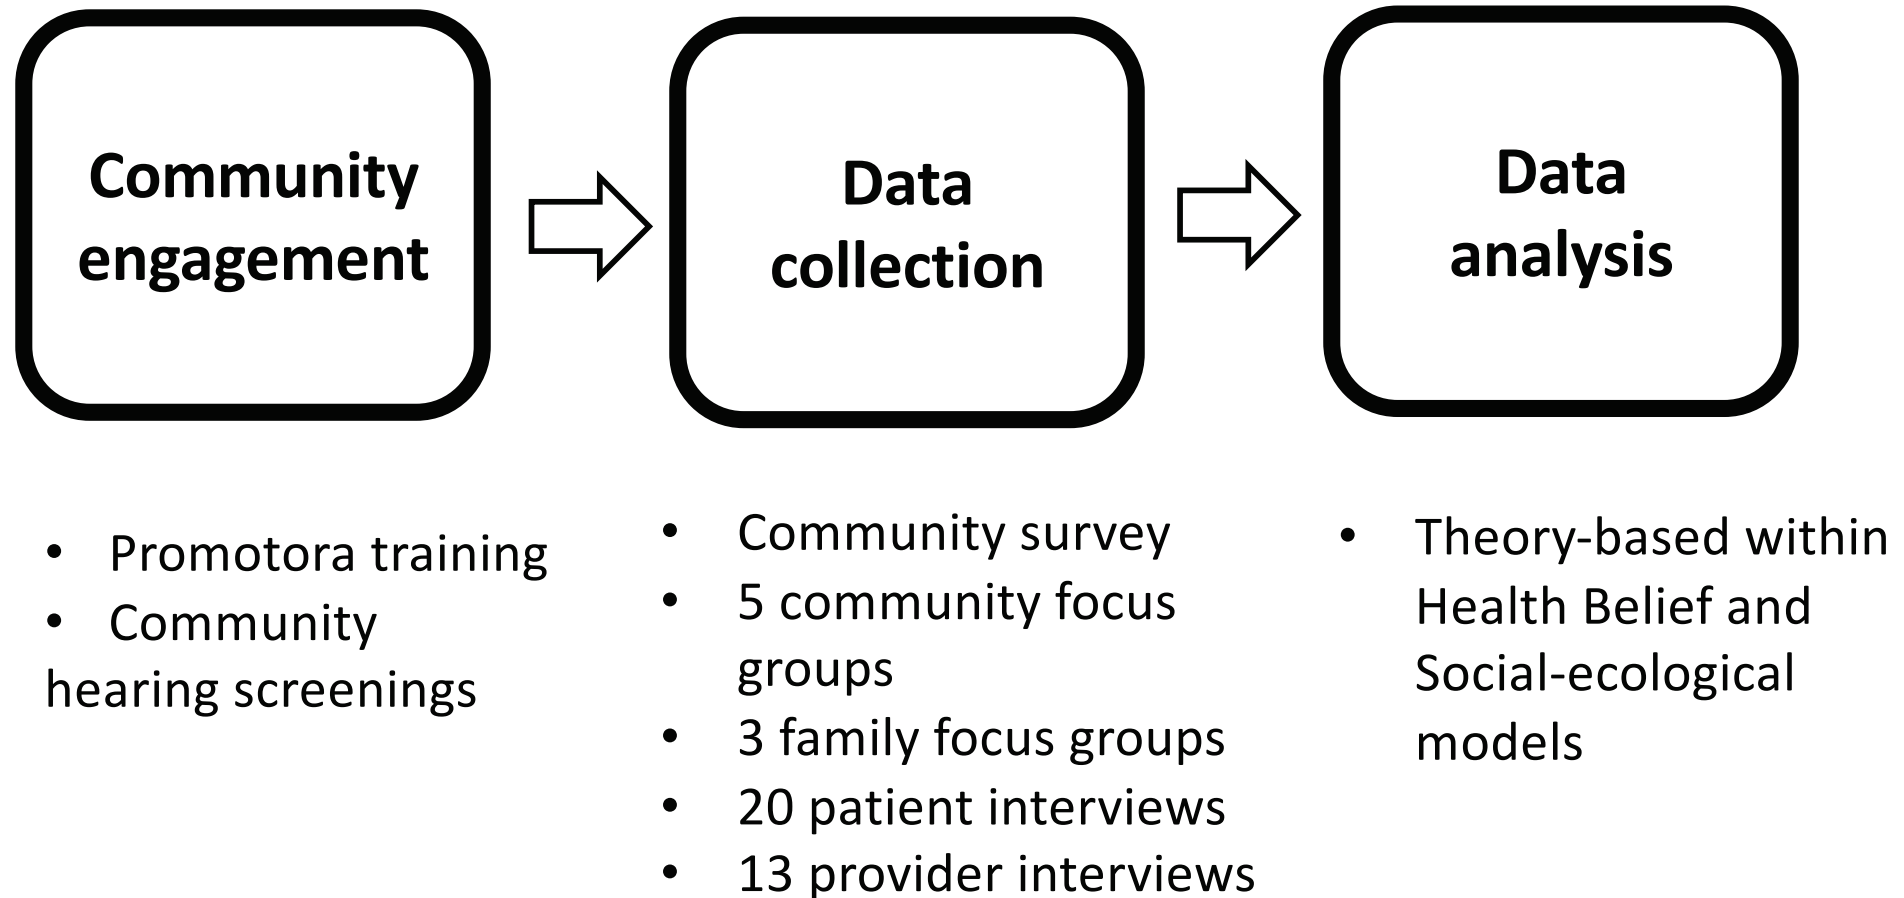 Community
engagement
Data
collection
Data
analysis
• Promotora training
• Community
hearing screenings
• Community survey
• 5 community focus
groups
• 3 family focus groups
• 20 patient interviews
• 13 provider interviews
• Theory-based within
Health Belief and
Social-ecological
models